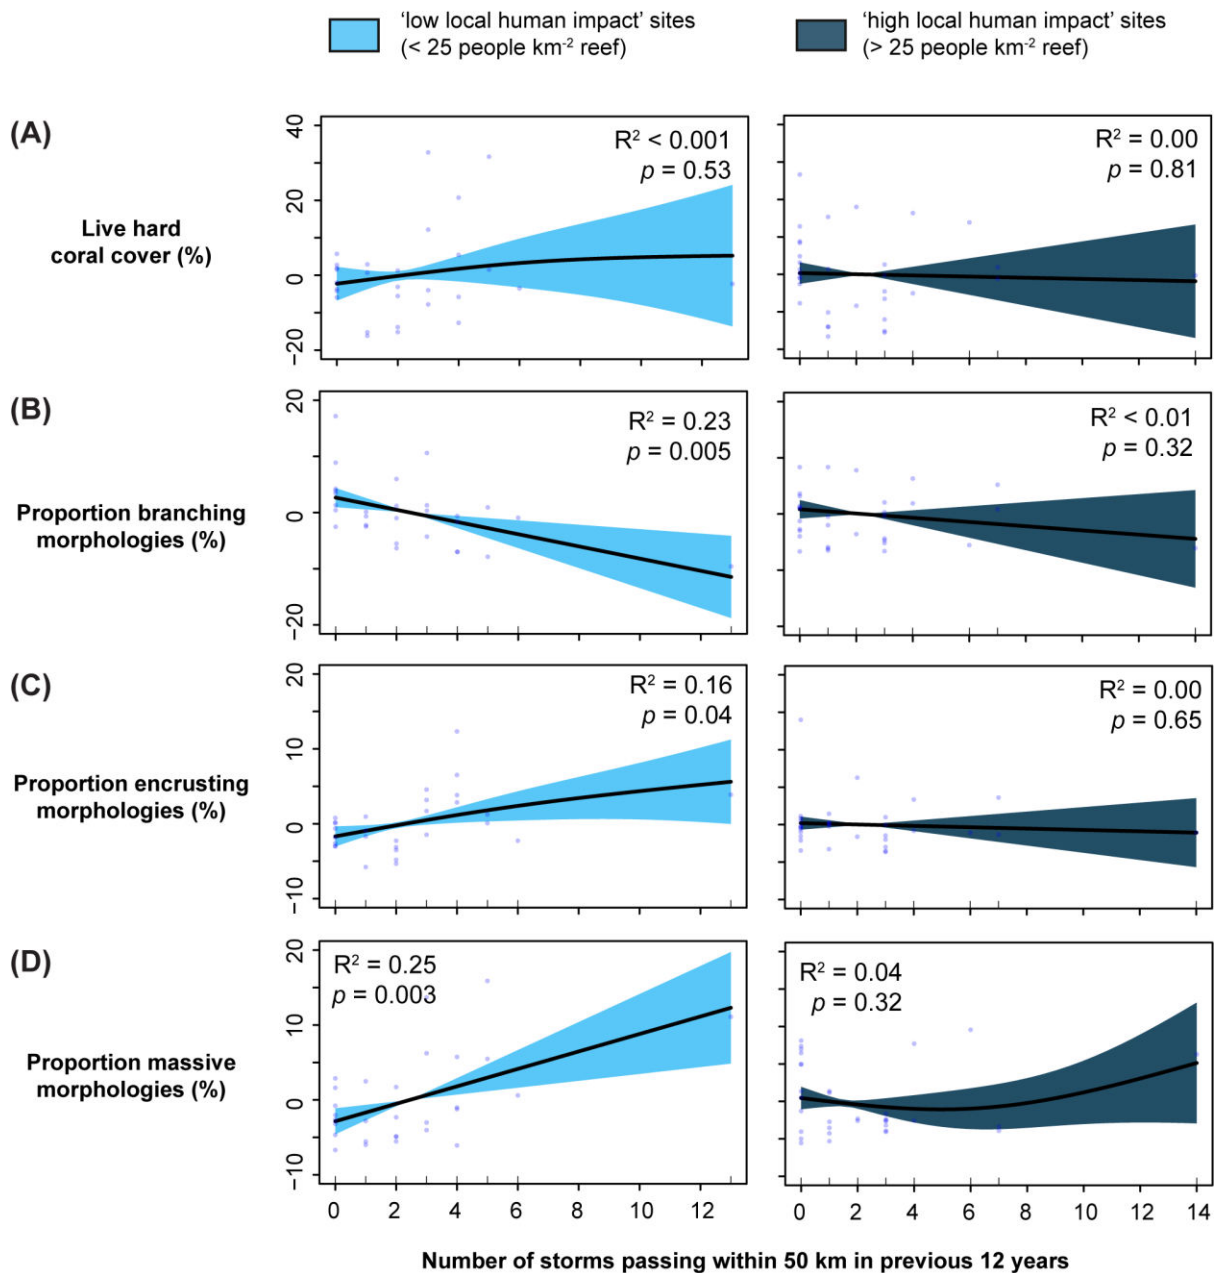 'low local human impact' sites
(< 25 people km-2 reef)
'high local human impact' sites
(> 25 people km-2 reef)
(A)
Live hard
coral cover (%)
40
20
0
−20
R2 < 0.001
p = 0.53
R2 = 0.00
p = 0.81
(B)
Proportion branching
morphologies (%)
20
0
−20
R2 = 0.23
p = 0.005
R2 < 0.01
p = 0.32
(C)
Proportion encrusting
morphologies (%)
20
10
0
−10
R2 = 0.16
p = 0.04
R2 = 0.00
p = 0.65
(D)
Proportion massive
morphologies (%)
20
10
0
−10
R2 = 0.25
p = 0.003
R2 = 0.04
p = 0.32
0 2 4 6 8 10 12
0 2 4 6 8 10 12 14
Number of storms passing within 50 km in previous 12 years